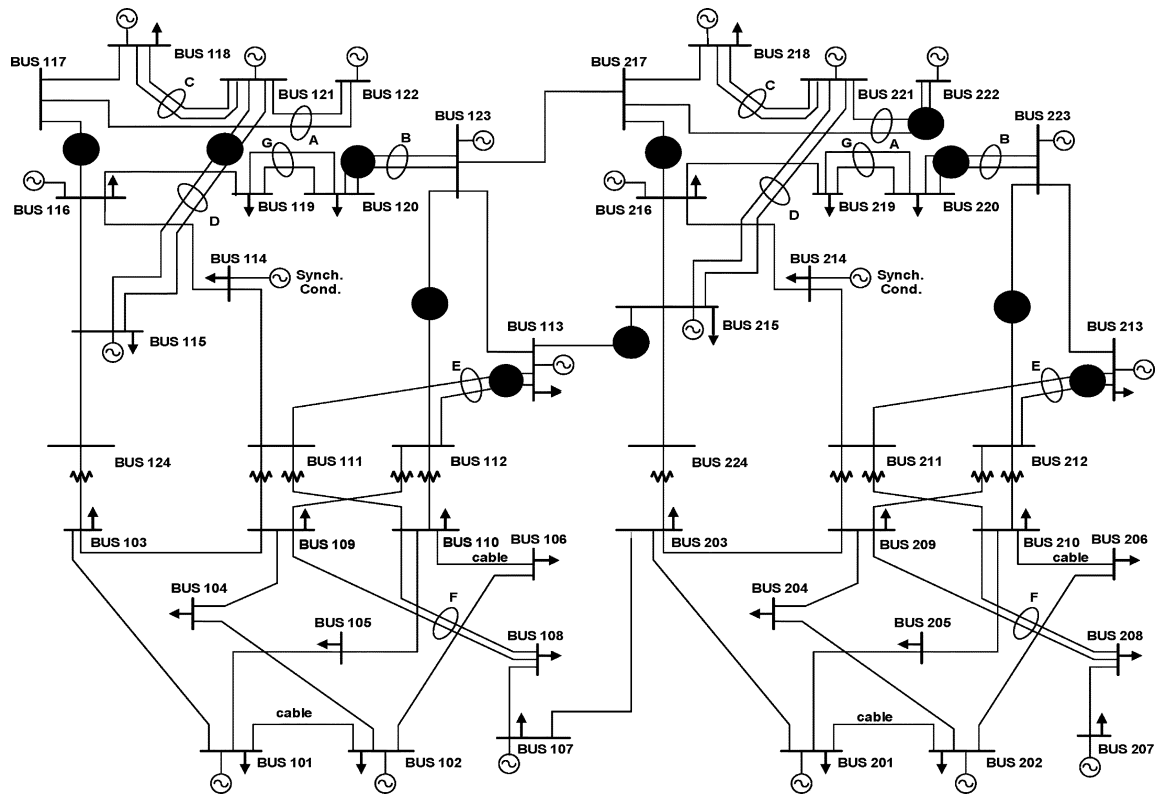 BUS 118
BUS 117
C
BUS 121
BUS 122
A
BUS 123
G
B
BUS 116
D
BUS 119
BUS 120
BUS 114
Synch.
Cond.
BUS 115
BUS 113
E
BUS 124
BUS 111
BUS 112
BUS 103
BUS 109
BUS 110
cable
BUS 106
BUS 104
F
BUS 105
BUS 108
cable
BUS 101
BUS 102
BUS 107
BUS 218
BUS 217
C
BUS 221
BUS 222
A
BUS 223
G
B
BUS 216
D
BUS 219
BUS 220
BUS 214
Synch.
Cond.
BUS 215
BUS 213
E
BUS 224
BUS 211
BUS 212
BUS 203
BUS 209
BUS 210
cable
BUS 206
BUS 204
F
BUS 205
BUS 208
cable
BUS 201
BUS 202
BUS 207